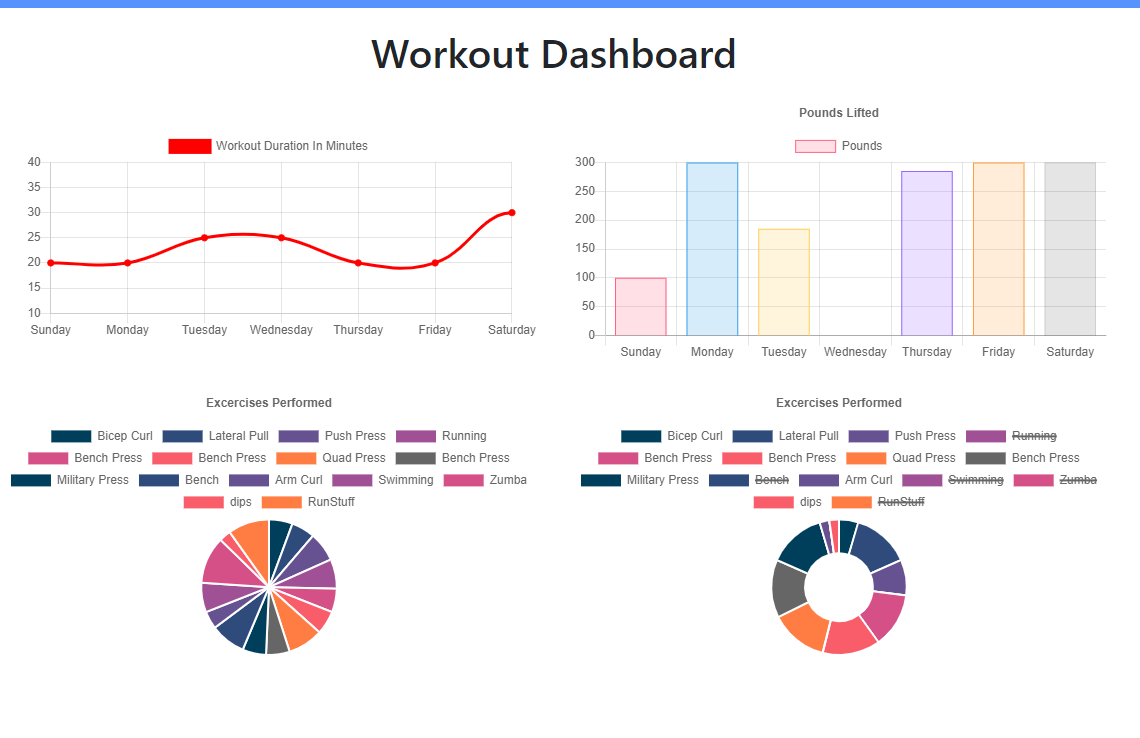 Workout Dashboard
Workout Duration In Minutes
40
35
30
25
20
15
10
Sunday Monday Tuesday Wednesday Thursday Friday Saturday
Pounds Lifted
Pounds
300
250
200
150
100
50
0
Sunday Monday Tuesday Wednesday Thursday Friday Saturday
Excercises Performed
Bicep Curl Lateral Pull Push Press Running
Bench Press Bench Press Quad Press Bench Press
Military Press Bench Arm Curl Swimming Zumba
dips RunStuff
Excercises Performed
Bicep Curl Lateral Pull Push Press Running
Bench Press Bench Press Quad Press Bench Press
Military Press Bench Arm Curl Swimming Zumba
dips RunStuff